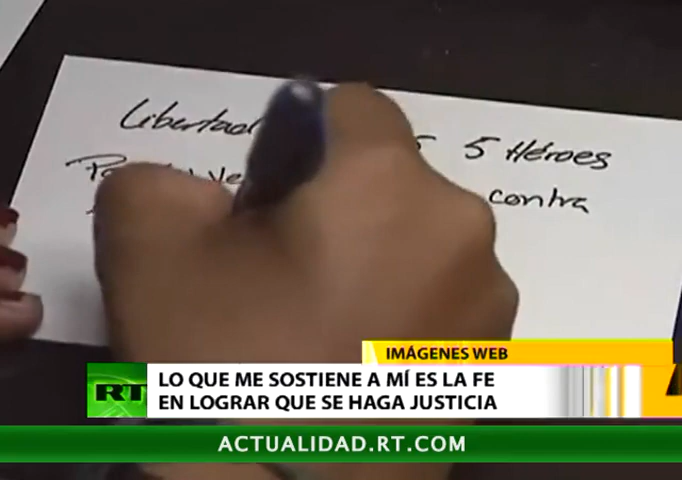 Libertad 5 Héroes
contra
IMÁGENES WEB
RT
LO QUE ME SOSTIENE A MÍ ES LA FE
EN LOGRAR QUE SE HAGA JUSTICIA
ACTUALIDAD.RT.COM